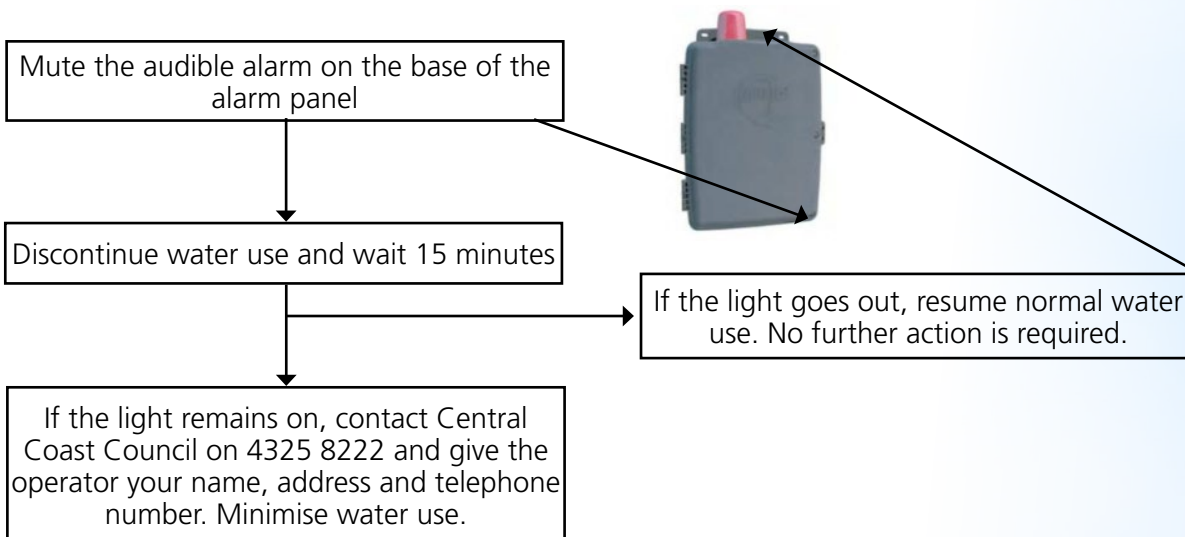 Mute the audible alarm on the base of the
alarm panel
Discontinue water use and wait 15 minutes
If the light goes out, resume normal water
use. No further action is required.
If the light remains on, contact Central
Coast Council on 4325 8222 and give the
operator your name, address and telephone
number. Minimise water use.